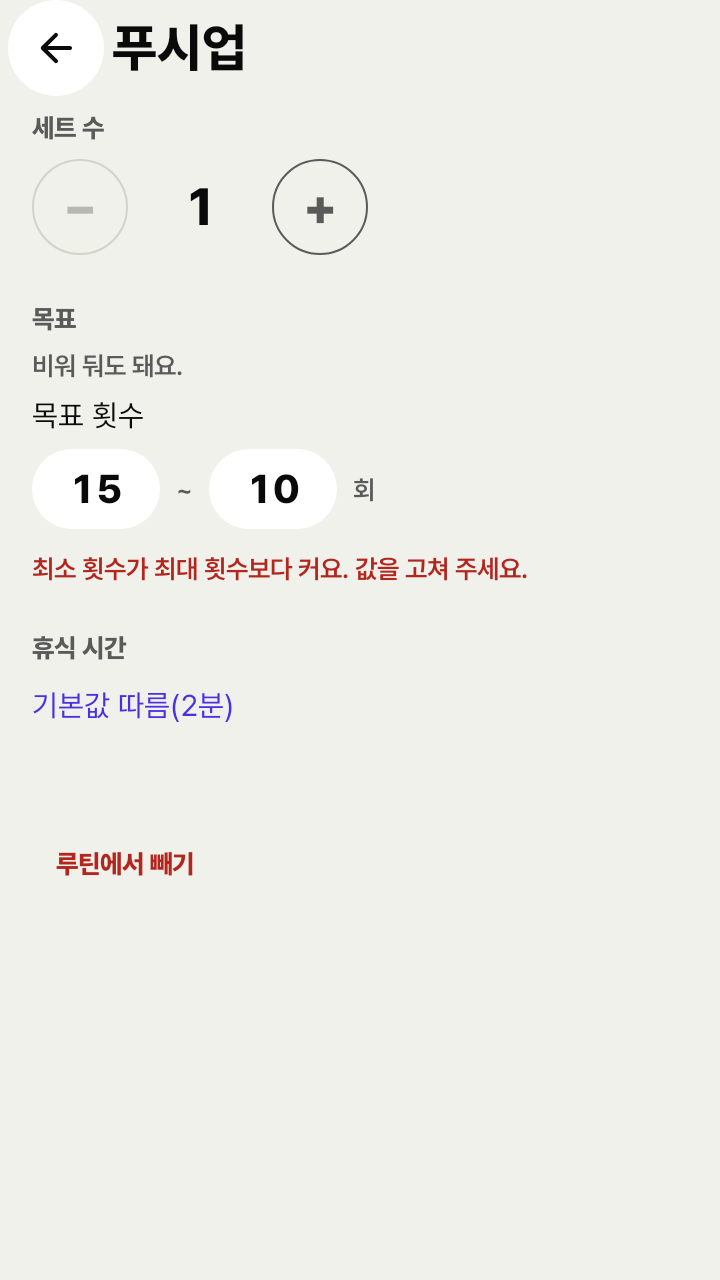 푸시업
세트 수
− 1 +
목표
비워 둬도 돼요.
목표 횟수
15 ~ 10 회
최소 횟수가 최대 횟수보다 커요. 값을 고쳐 주세요.
휴식 시간
기본값 따름(2분)
루틴에서 빼기